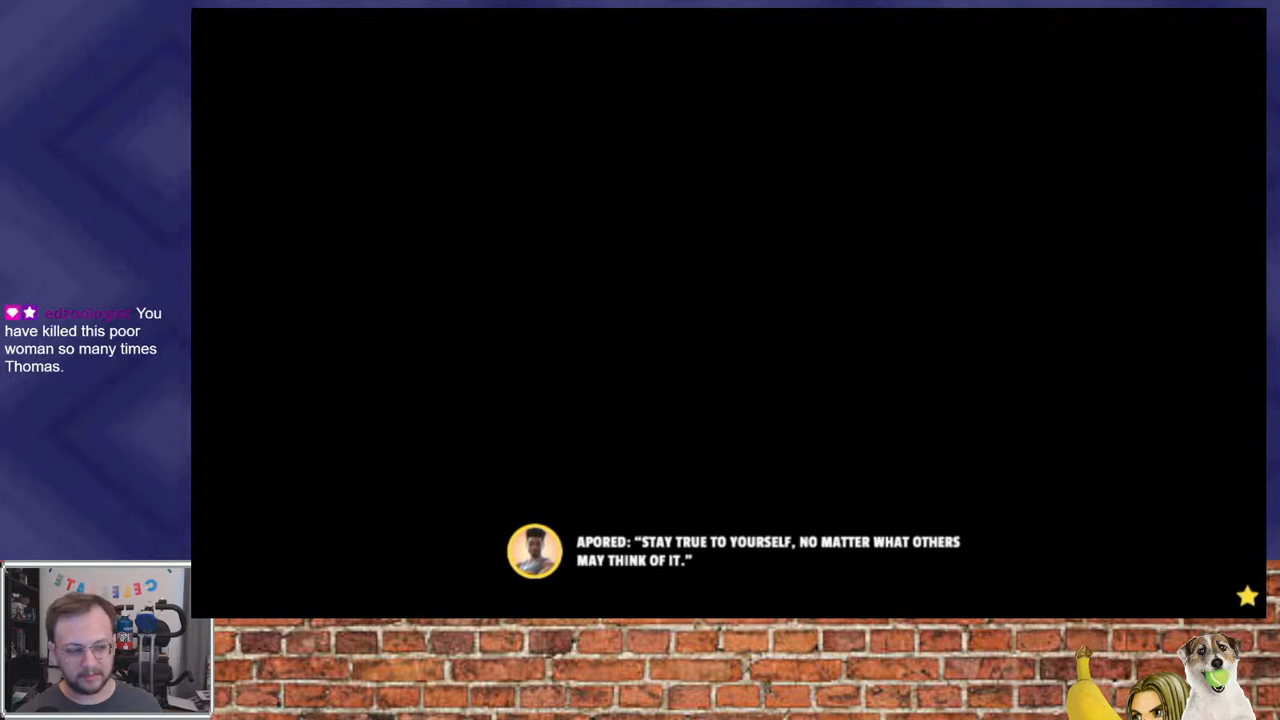 You
have killed this poor
woman so many times
Thomas.
APORED: “STAY TRUE TO YOURSELF, NO MATTER WHAT OTHERS
MAY THINK OF IT.”